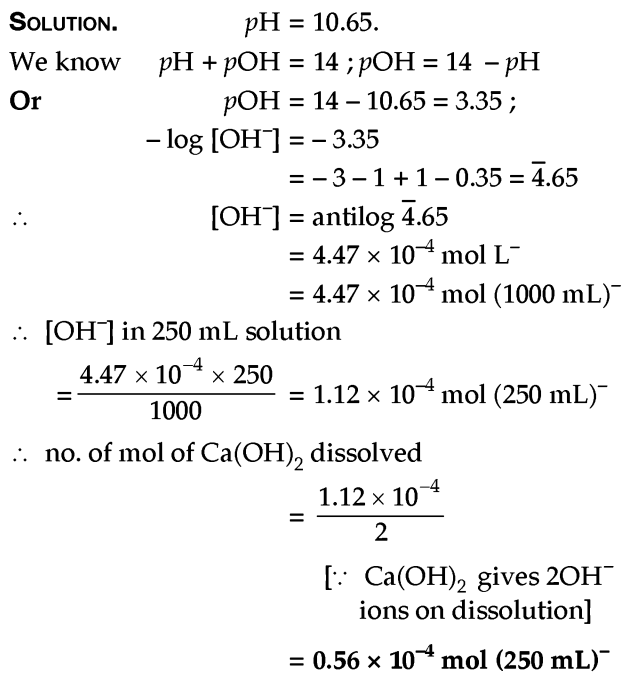 SOLUTION. pH = 10.65.
We know pH + pOH = 14 ; pOH = 14 – pH
Or pOH = 14 – 10.65 = 3.35 ;
– log [OH⁻] = – 3.35
= – 3 – 1 + 1 – 0.35 = 4̅.65
∴ [OH⁻] = antilog 4̅.65
= 4.47 × 10⁻⁴ mol L⁻
= 4.47 × 10⁻⁴ mol (1000 mL)⁻
∴ [OH⁻] in 250 mL solution
= 4.47 × 10⁻⁴ × 250 / 1000 = 1.12 × 10⁻⁴ mol (250 mL)⁻
∴ no. of mol of Ca(OH)₂ dissolved
= 1.12 × 10⁻⁴ / 2
[∵ Ca(OH)₂ gives 2OH⁻
ions on dissolution]
= 0.56 × 10⁻⁴ mol (250 mL)⁻